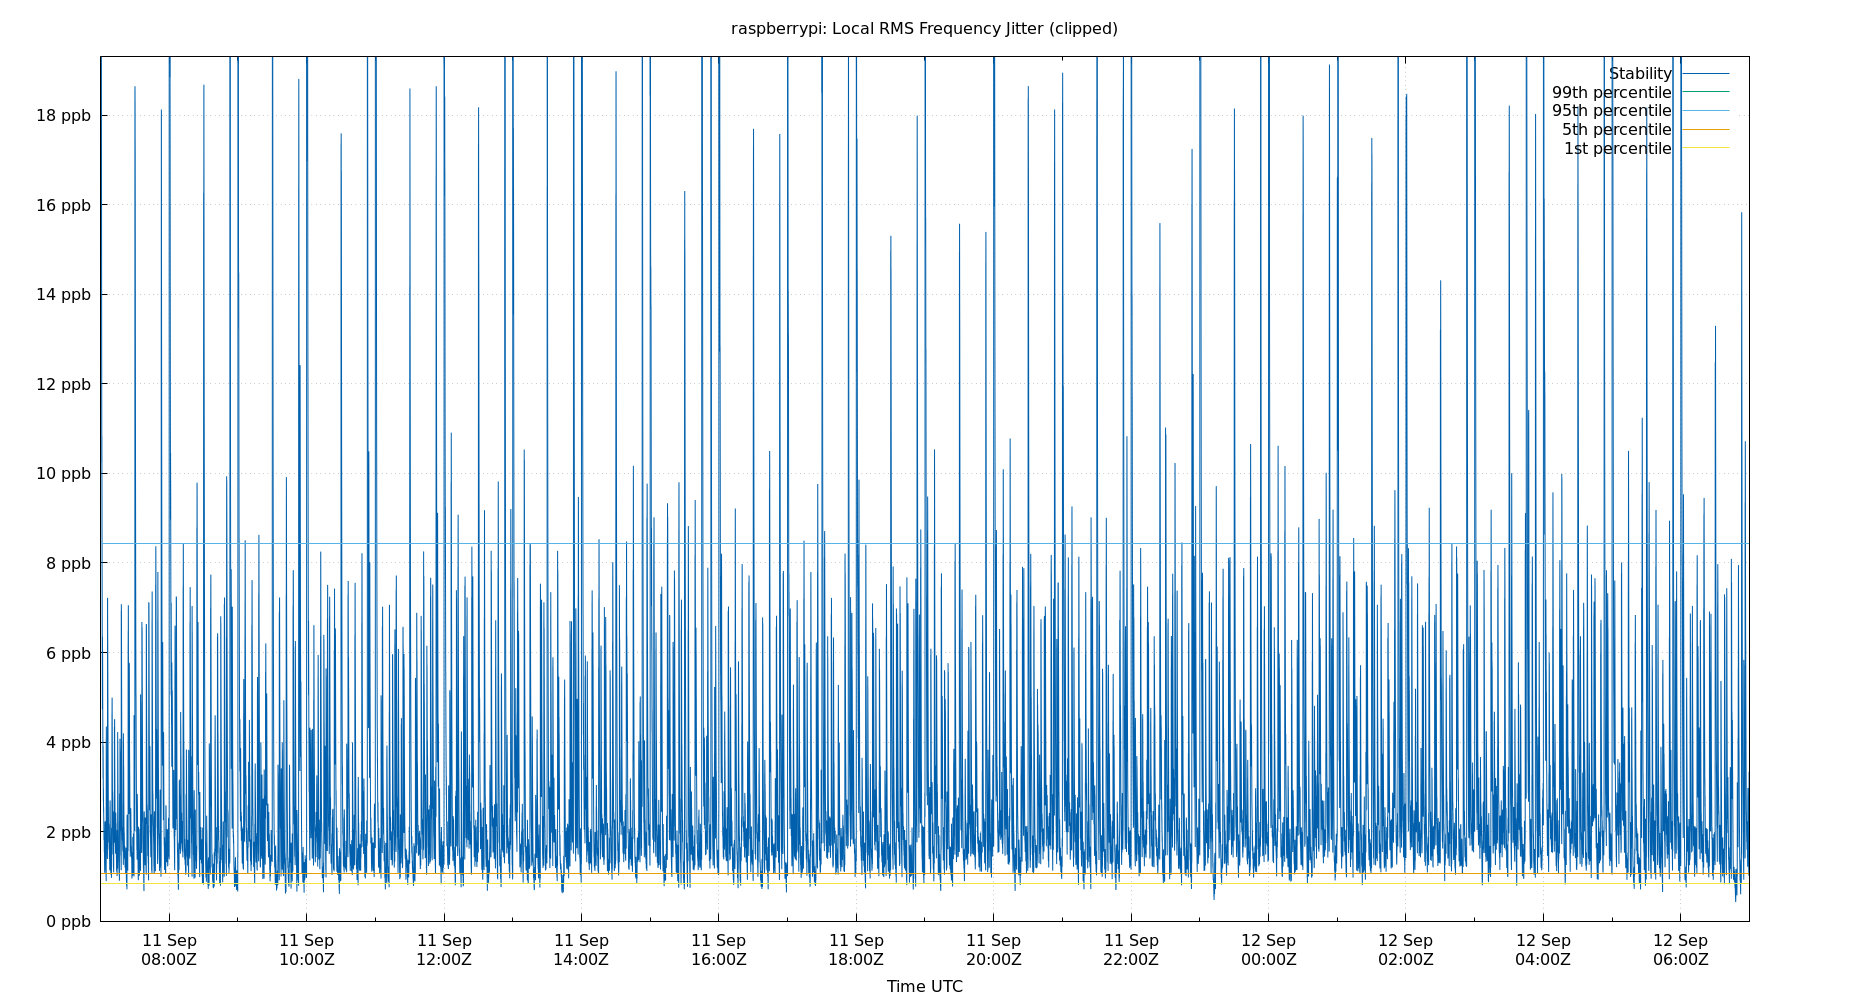 raspberrypi: Local RMS Frequency Jitter (clipped)
Stability
99th percentile
95th percentile
5th percentile
1st percentile
18 ppb
16 ppb
14 ppb
12 ppb
10 ppb
8 ppb
6 ppb
4 ppb
2 ppb
0 ppb
11 Sep 11 Sep 11 Sep 11 Sep 11 Sep 11 Sep 11 Sep 11 Sep 12 Sep 12 Sep 12 Sep 12 Sep
08:00Z 10:00Z 12:00Z 14:00Z 16:00Z 18:00Z 20:00Z 22:00Z 00:00Z 02:00Z 04:00Z 06:00Z
Time UTC